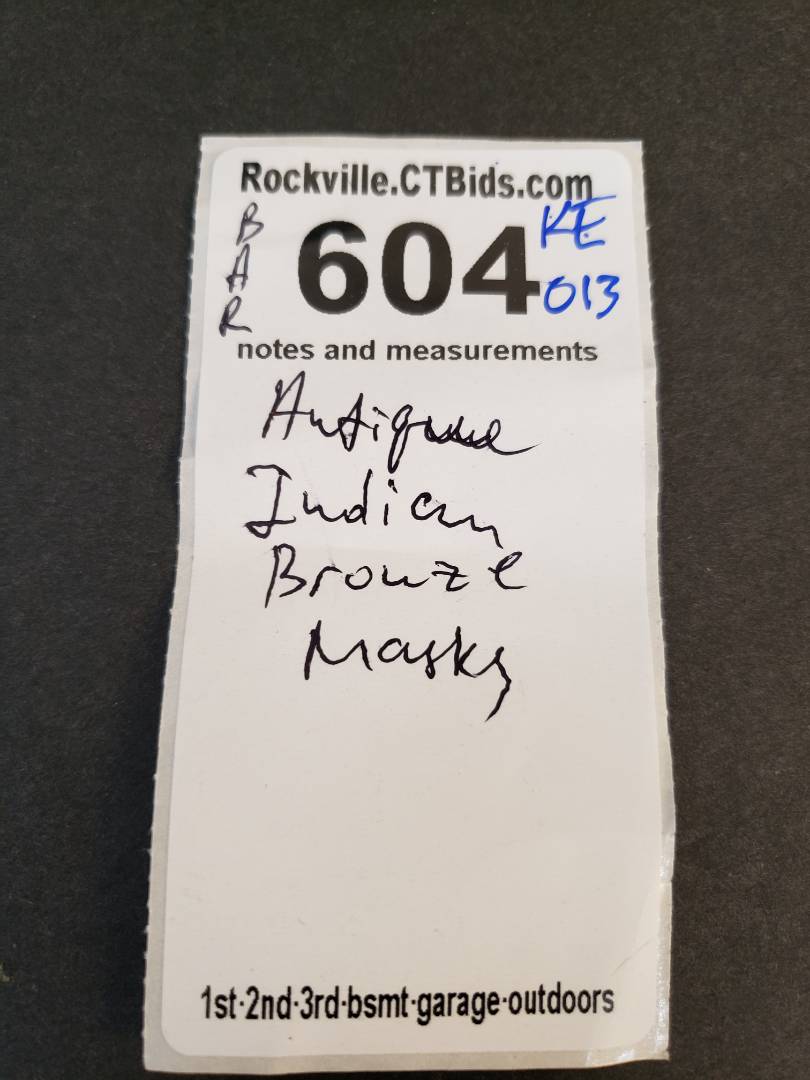 Rockville.CTBids.com
BAR
604
KE
013
notes and measurements
Antique
Indian
Bronze
Masks
1st·2nd·3rd·bsmt·garage·outdoors